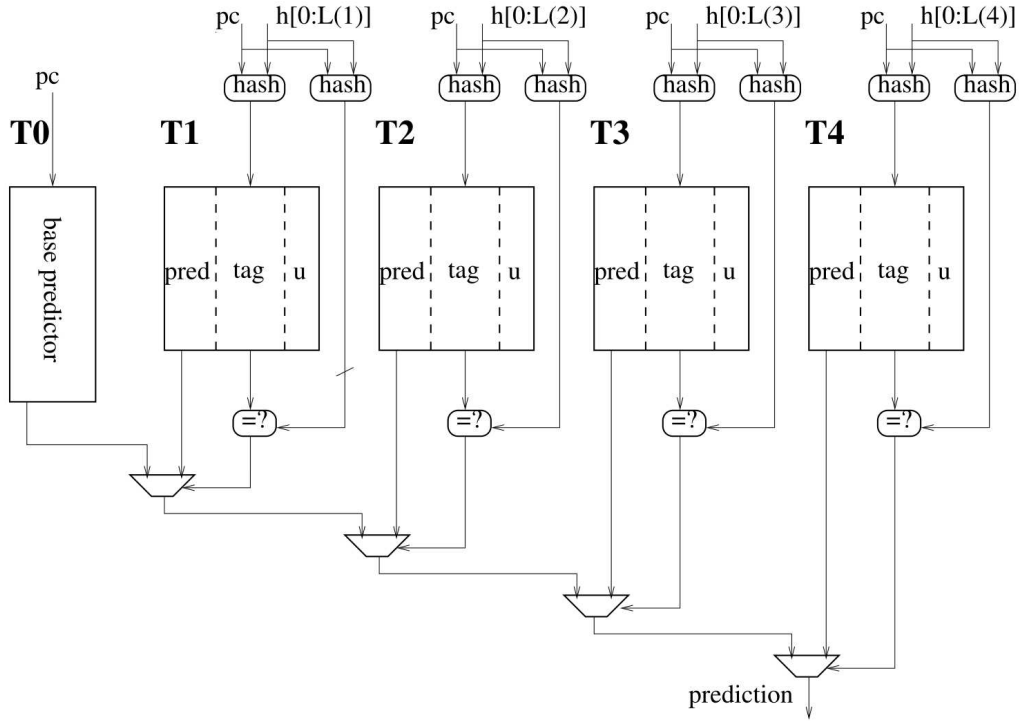 pc h[0:L(1)] pc h[0:L(2)] pc h[0:L(3)] pc h[0:L(4)]
pc
hash hash hash hash hash hash hash hash
T0 T1 T2 T3 T4
base predictor
pred tag u pred tag u pred tag u pred tag u
=? =? =? =?
prediction